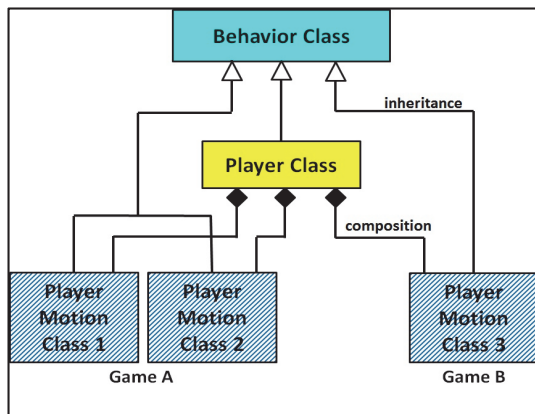 Behavior Class
inheritance
Player Class
composition
Player
Motion
Class 1
Player
Motion
Class 2
Player
Motion
Class 3
Game A
Game B